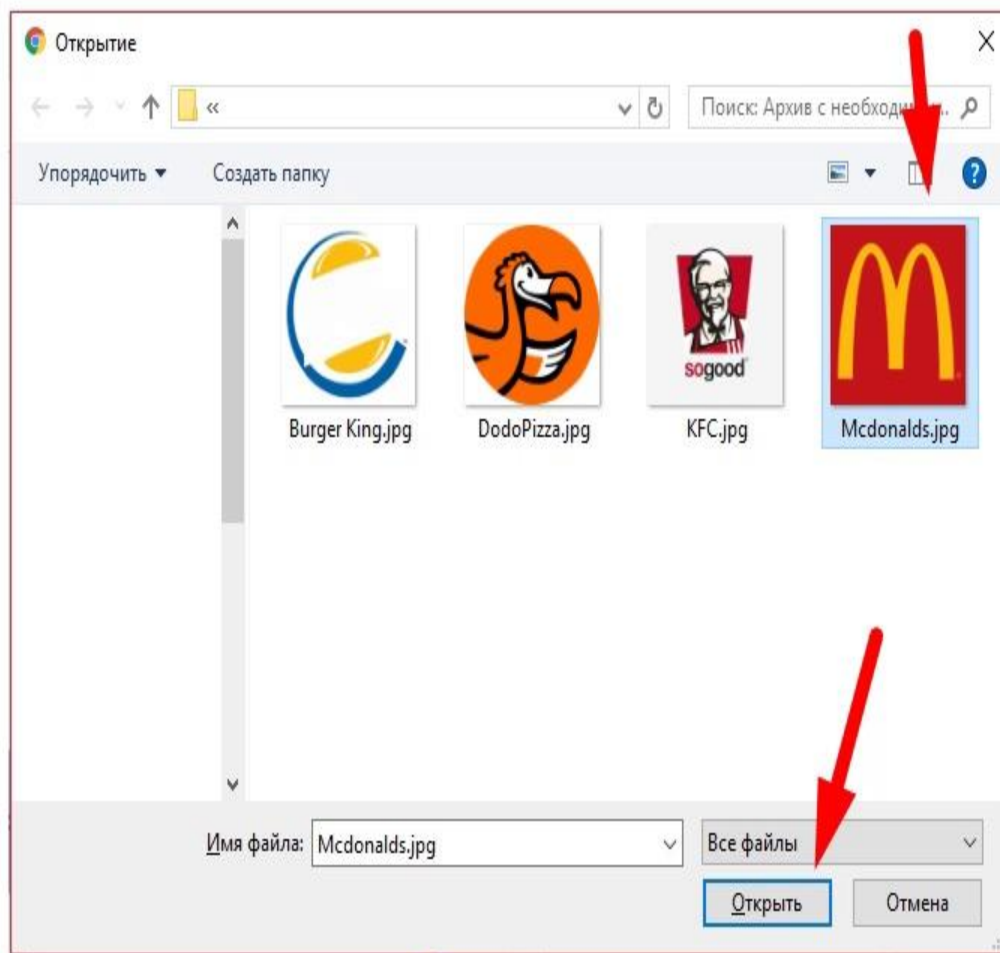 Открытие
«
Поиск: Архив с
Упорядочить
Создать папку
?
sogood
Burger King.jpg
DodoPizza.jpg
KFC.jpg
Mcdonalds.jpg
Имя файла:
Mcdonalds.jpg
Все файлы
Открыть
Отмена